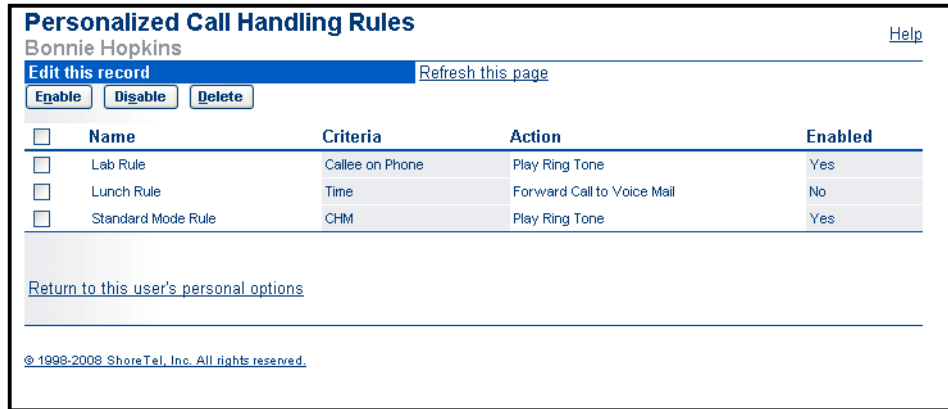 Personalized Call Handling Rules
Bonnie Hopkins
Help
Edit this record
Refresh this page
Enable Disable Delete
Name Criteria Action Enabled
Lab Rule Callee on Phone Play Ring Tone Yes
Lunch Rule Time Forward Call to Voice Mail No
Standard Mode Rule CHM Play Ring Tone Yes
Return to this user's personal options
© 1998-2008 ShoreTel, Inc. All rights reserved.